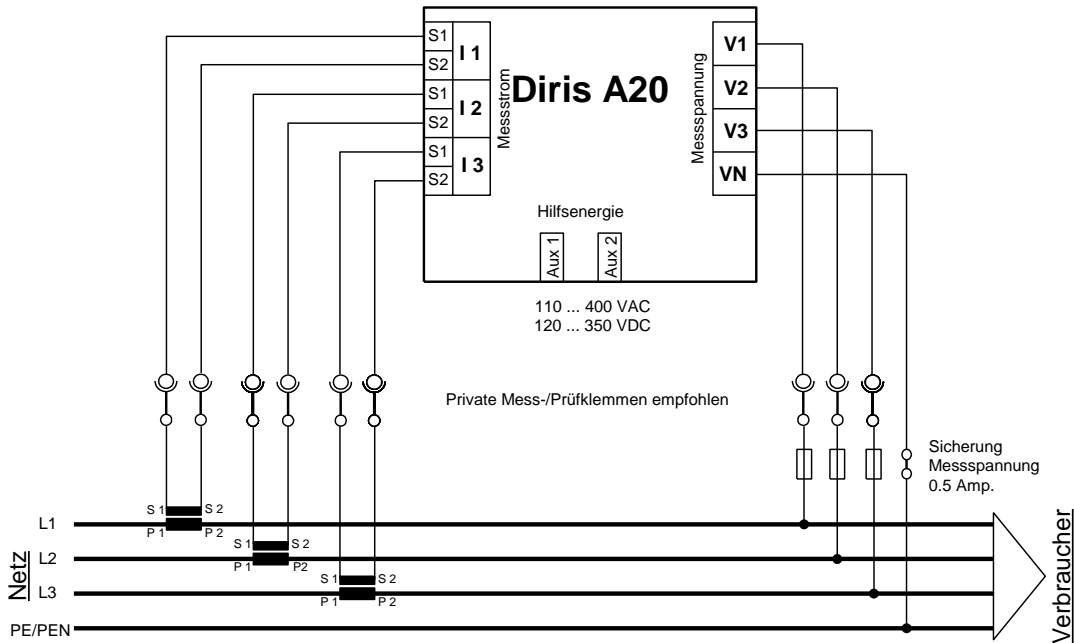 S1
I 1
S2
S1
I 2
S2
S1
I 3
S2
Messstrom
Diris A20
Messspannung
V1
V2
V3
VN
Hilfsenergie
Aux 1
Aux 2
110 ... 400 VAC
120 ... 350 VDC
Private Mess-/Prüfklemmen empfohlen
Sicherung
Messspannung
0.5 Amp.
S 1
S 2
L1
P 1
P 2
S 1
S 2
L2
P 1
P2
S 1
S 2
L3
P 1
P 2
PE/PEN
Netz
Verbraucher